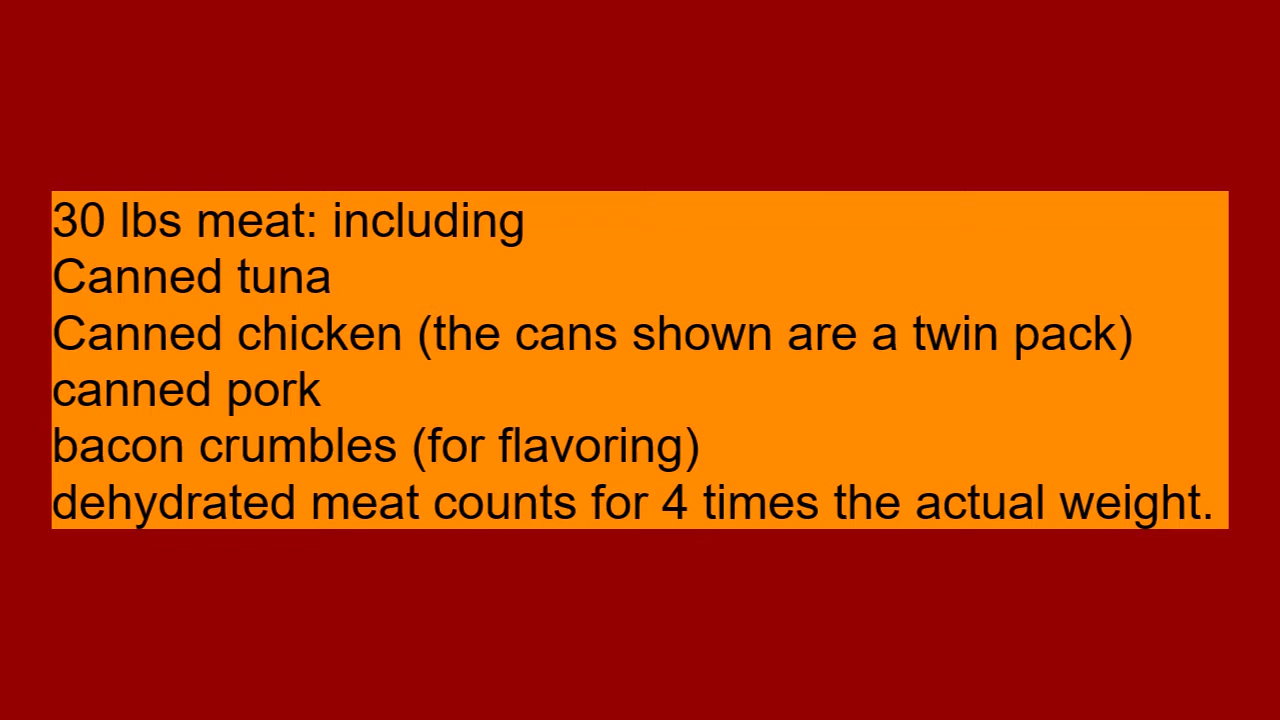 30 lbs meat: including
Canned tuna
Canned chicken (the cans shown are a twin pack)
canned pork
bacon crumbles (for flavoring)
dehydrated meat counts for 4 times the actual weight.